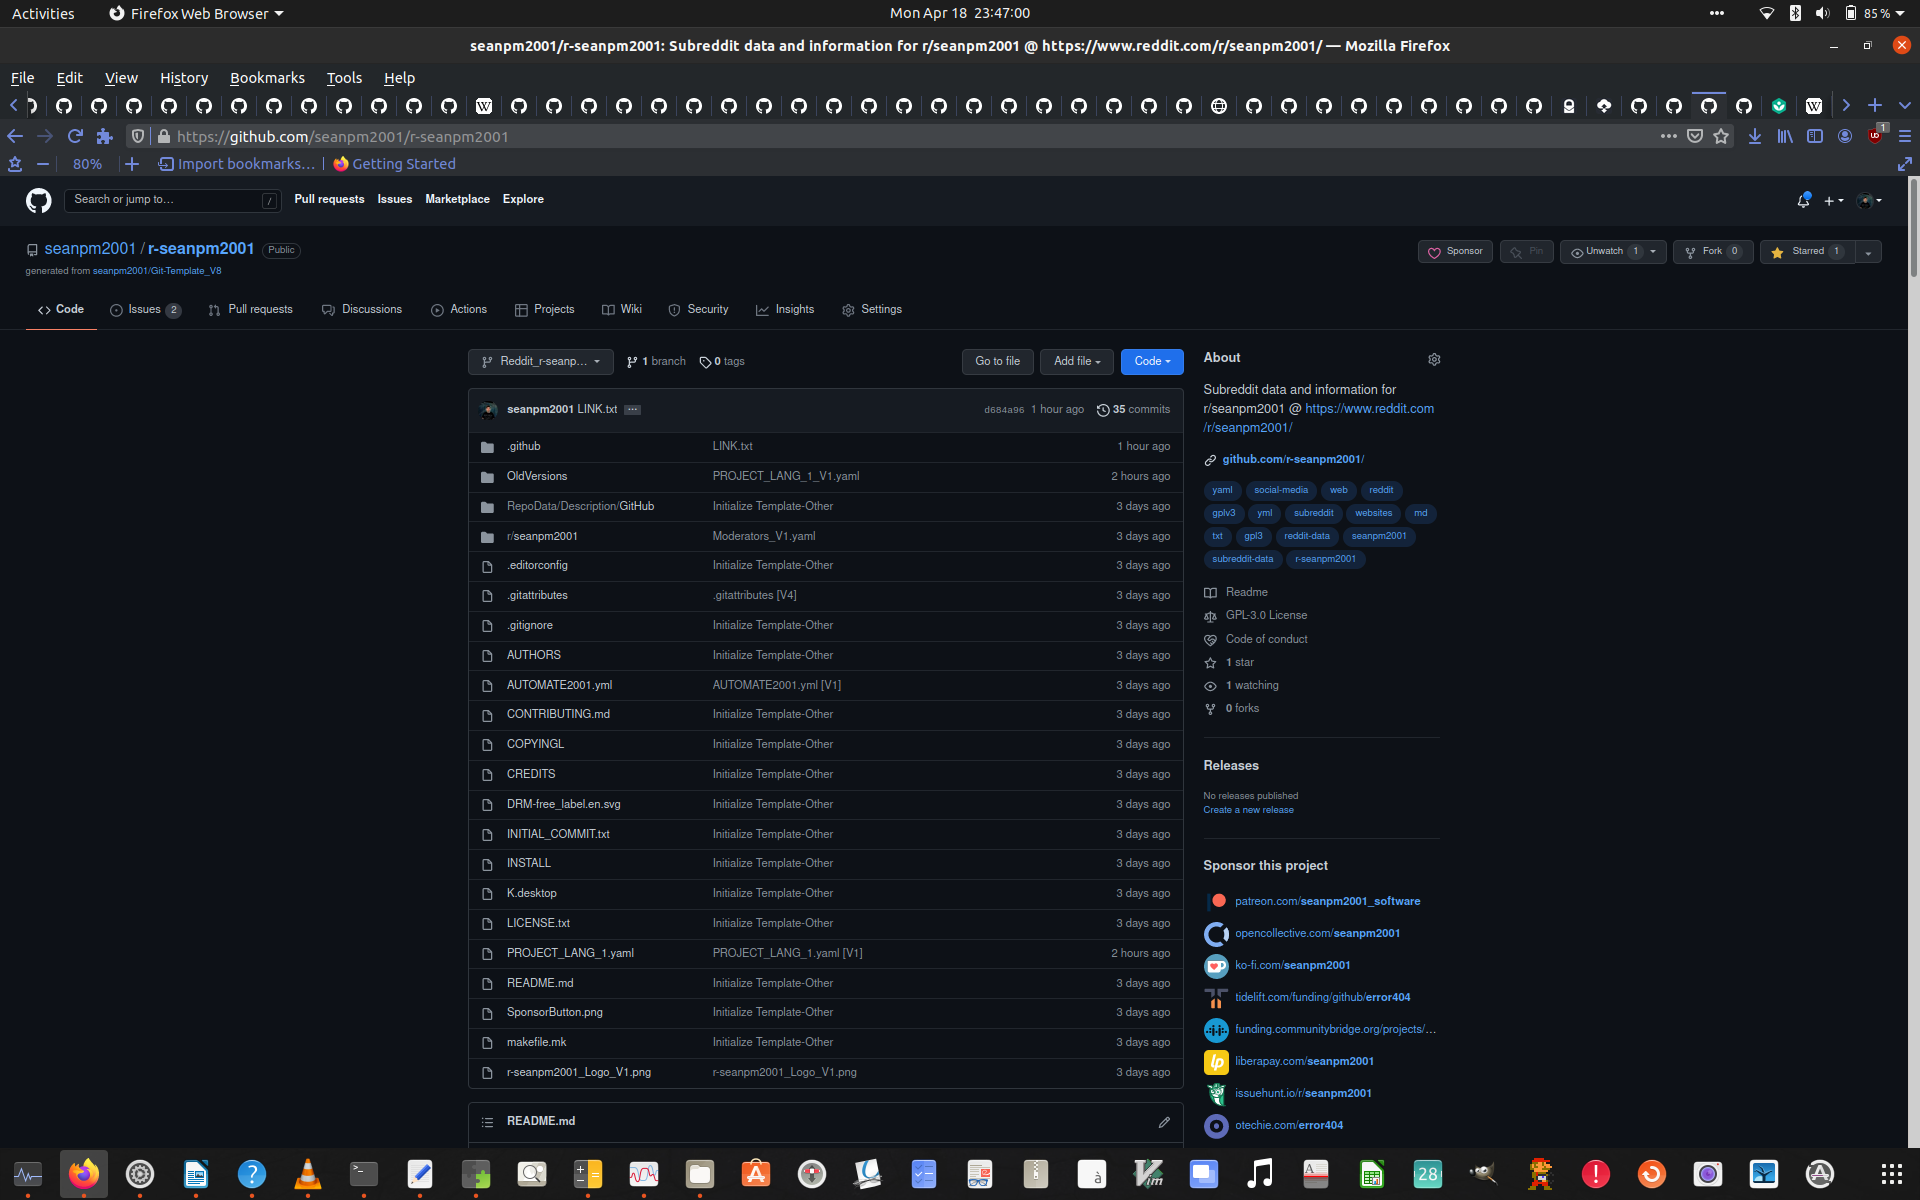 Activities
Firefox Web Browser
Mon Apr 18 23:47:00
85 %
seanpm2001/r-seanpm2001: Subreddit data and information for r/seanpm2001 @ https://www.reddit.com/r/seanpm2001/ — Mozilla Firefox
File Edit View History Bookmarks Tools Help
https://github.com/seanpm2001/r-seanpm2001
1
80%
Import bookmarks...
Getting Started
Search or jump to...
/
Pull requests Issues Marketplace Explore
seanpm2001 / r-seanpm2001 Public
generated from seanpm2001/Git-Template_V8
Sponsor
Pin
Unwatch 1
Fork 0
Starred 1
Code
Issues 2
Pull requests
Discussions
Actions
Projects
Wiki
Security
Insights
Settings
Reddit_r-seanp...
1 branch
0 tags
Go to file
Add file
Code
seanpm2001 LINK.txt ...
d684a96 1 hour ago
35 commits
.github LINK.txt 1 hour ago
OldVersions PROJECT_LANG_1_V1.yaml 2 hours ago
RepoData/Description/GitHub Initialize Template-Other 3 days ago
r/seanpm2001 Moderators_V1.yaml 3 days ago
.editorconfig Initialize Template-Other 3 days ago
.gitattributes .gitattributes [V4] 3 days ago
.gitignore Initialize Template-Other 3 days ago
AUTHORS Initialize Template-Other 3 days ago
AUTOMATE2001.yml AUTOMATE2001.yml [V1] 3 days ago
CONTRIBUTING.md Initialize Template-Other 3 days ago
COPYINGL Initialize Template-Other 3 days ago
CREDITS Initialize Template-Other 3 days ago
DRM-free_label.en.svg Initialize Template-Other 3 days ago
INITIAL_COMMIT.txt Initialize Template-Other 3 days ago
INSTALL Initialize Template-Other 3 days ago
K.desktop Initialize Template-Other 3 days ago
LICENSE.txt Initialize Template-Other 3 days ago
PROJECT_LANG_1.yaml PROJECT_LANG_1.yaml [V1] 2 hours ago
README.md Initialize Template-Other 3 days ago
SponsorButton.png Initialize Template-Other 3 days ago
makefile.mk Initialize Template-Other 3 days ago
r-seanpm2001_Logo_V1.png r-seanpm2001_Logo_V1.png 3 days ago
README.md
About
Subreddit data and information for
r/seanpm2001 @ https://www.reddit.com
/r/seanpm2001/
github.com/r-seanpm2001/
yaml social-media web reddit
gplv3 yml subreddit websites md
txt gpl3 reddit-data seanpm2001
subreddit-data r-seanpm2001
Readme
GPL-3.0 License
Code of conduct
1 star
1 watching
0 forks
Releases
No releases published
Create a new release
Sponsor this project
patreon.com/seanpm2001_software
opencollective.com/seanpm2001
ko-fi.com/seanpm2001
tidelift.com/funding/github/error404
funding.communitybridge.org/projects/...
liberapay.com/seanpm2001
issuehunt.io/r/seanpm2001
otechie.com/error404
28